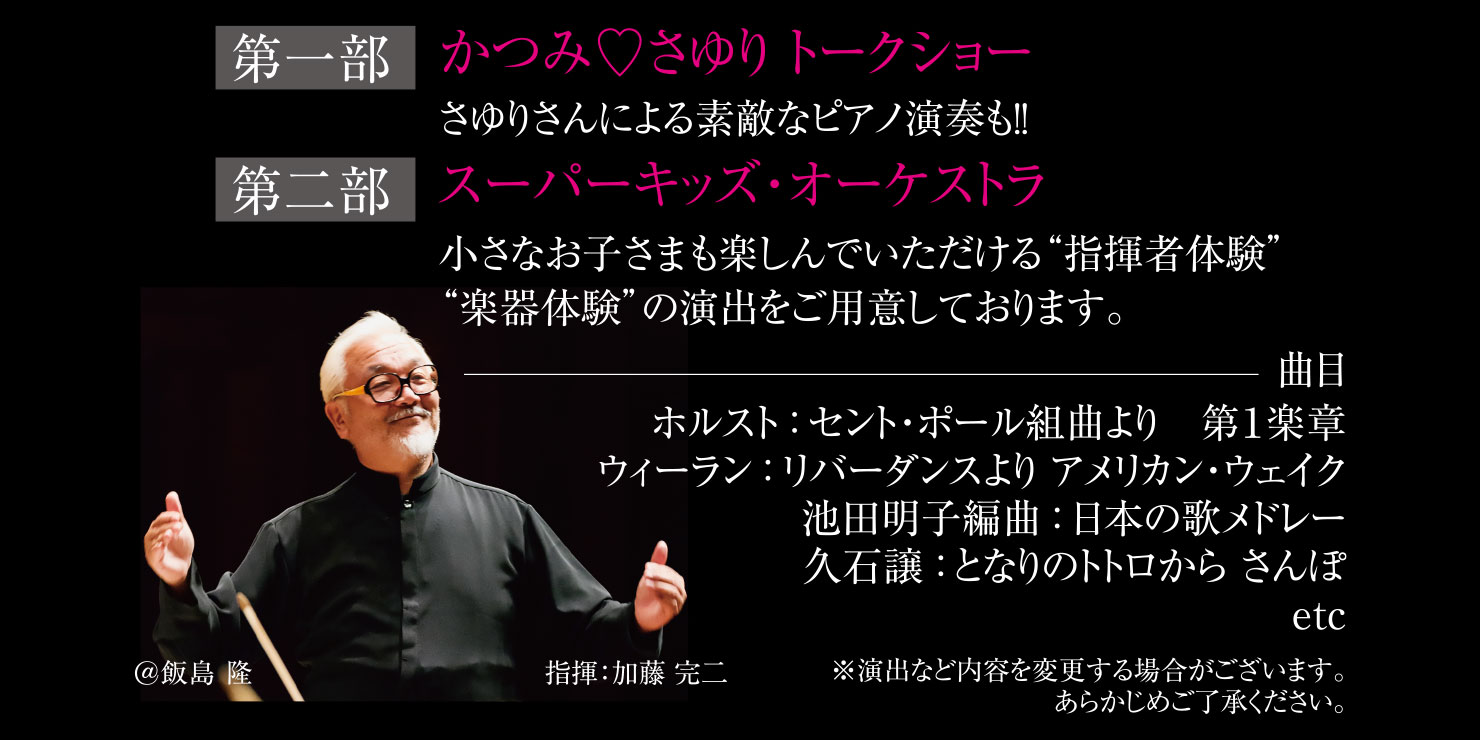 第一部 かつみ♡さゆり トークショー
さゆりさんによる素敵なピアノ演奏も!!
第二部 スーパーキッズ・オーケストラ
小さなお子さまも楽しんでいただける“指揮者体験”
“楽器体験”の演出をご用意しております。
曲目
ホルスト：セント・ポール組曲より　第1楽章
ウィーラン：リバーダンスより アメリカン・ウェイク
池田明子編曲：日本の歌メドレー
久石譲：となりのトトロから さんぽ
etc
@飯島 隆
指揮：加藤 完二
※演出など内容を変更する場合がございます。
あらかじめご了承ください。